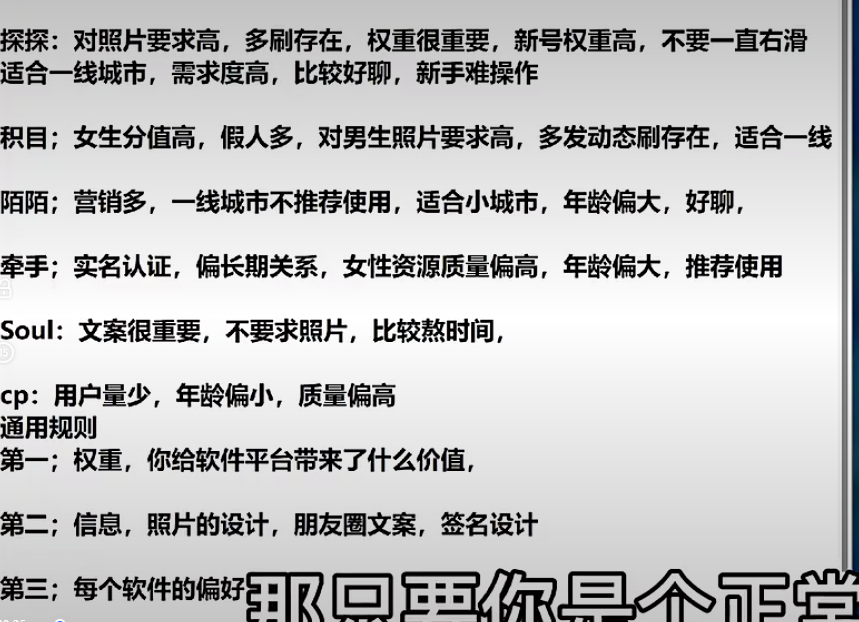 探探：对照片要求高，多刷存在，权重很重要，新号权重高，不要一直右滑
适合一线城市，需求度高，比较好聊，新手难操作
积目；女生分值高，假人多，对男生照片要求高，多发动态刷存在，适合一线
陌陌；营销多，一线城市不推荐使用，适合小城市，年龄偏大，好聊，
牵手；实名认证，偏长期关系，女性资源质量偏高，年龄偏大，推荐使用
Soul：文案很重要，不要求照片，比较熬时间，
cp：用户量少，年龄偏小，质量偏高
通用规则
第一；权重，你给软件平台带来了什么价值，
第二；信息，照片的设计，朋友圈文案，签名设计
第三；每个软件的偏好
那只要你是个正常